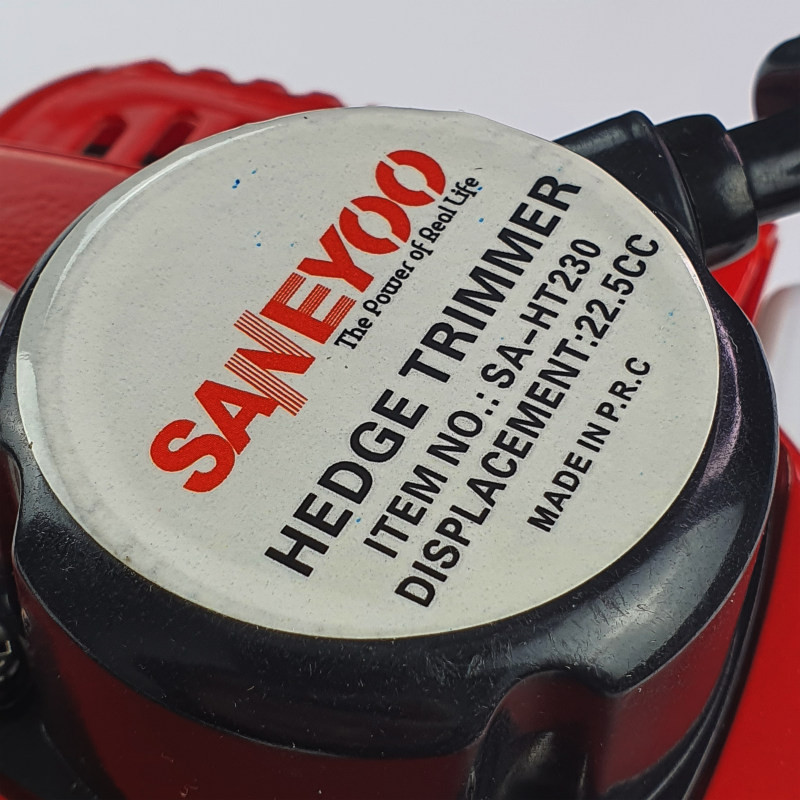 SANEYOO
The Power of Real Life
HEDGE TRIMMER
ITEM NO.: SA-HT230
DISPLACEMENT:22.5CC
MADE IN P.R.C